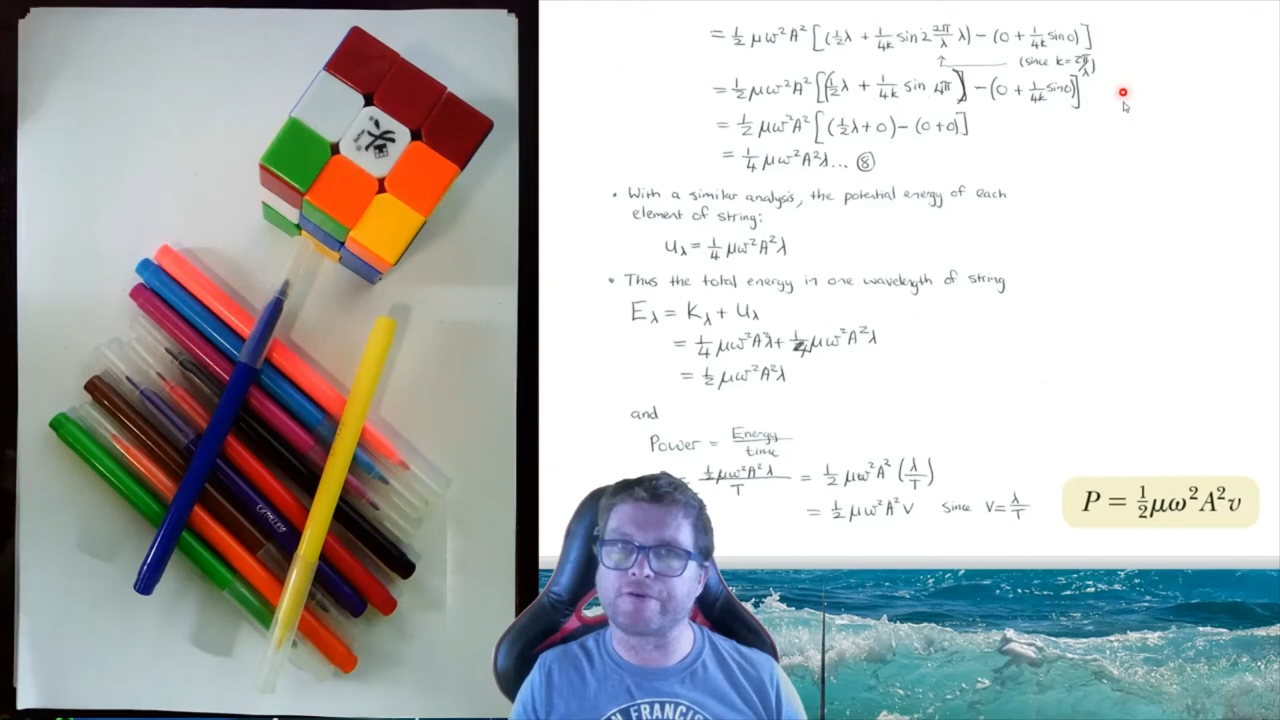 = ½ μω²A² [(½λ + 1/4k sin 2 2π/λ λ) − (0 + 1/4k sin 0)]
(since k = 2π/λ)
= ½ μω²A² [(½λ + 1/4k sin 4π) − (0 + 1/4k sin 0)]
= ½ μω²A² [(½λ + 0) − (0 + 0)]
= ¼ μω²A²λ... ⑧
• With a similar analysis, the potential energy of each
element of string:
Uλ = ¼ μω²A²λ
• Thus the total energy in one wavelength of string
Eλ = Kλ + Uλ
= ¼ μω²A²λ + ¼ μω²A²λ
= ½ μω²A²λ
and
Power = Energy/time
= ½μω²A²λ/T = ½ μω²A² (λ/T)
= ½ μω²A² v since v = λ/T
P = ½μω²A²v
FRANCISC